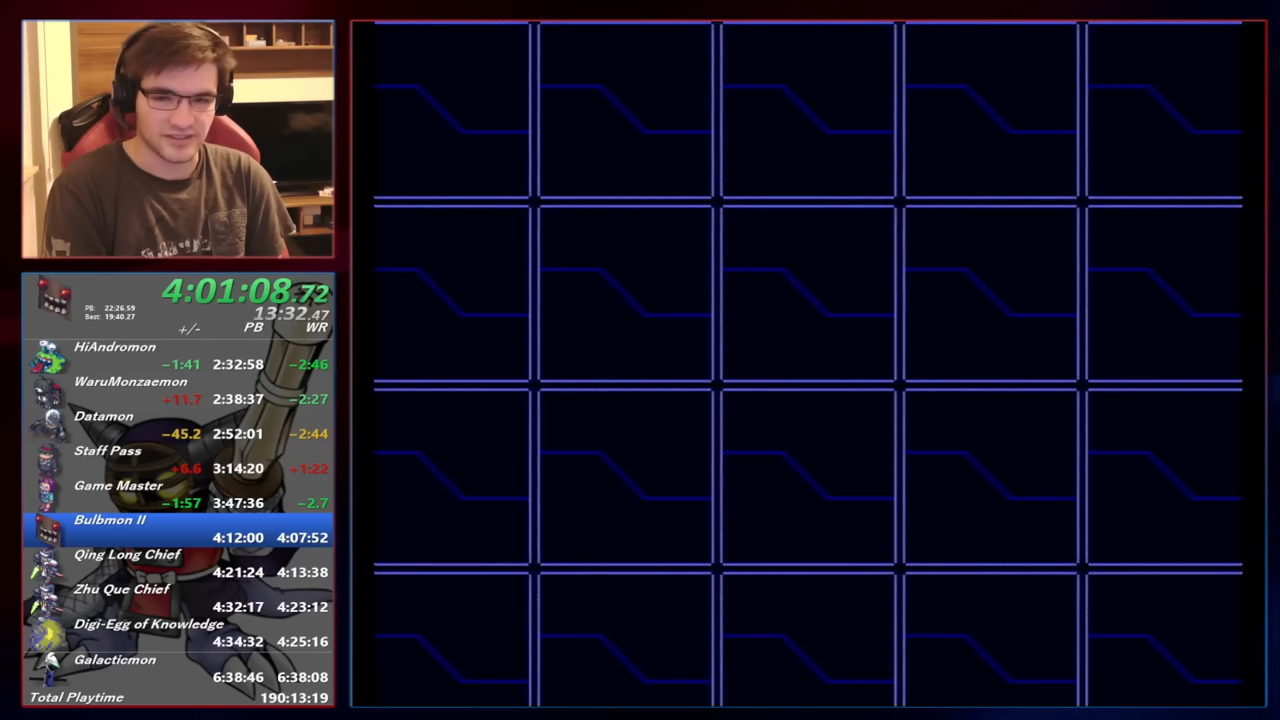 4:01:08.72
PB: 22:26.59
Best: 19:40.27
13:32.47
+/- PB WR
HiAndromon
−1:41 2:32:58 −2:46
WaruMonzaemon
+11.7 2:38:37 −2:27
Datamon
−45.2 2:52:01 −2:44
Staff Pass
+6.6 3:14:20 +1:22
Game Master
−1:57 3:47:36 −2.7
Bulbmon II
4:12:00 4:07:52
Qing Long Chief
4:21:24 4:13:38
Zhu Que Chief
4:32:17 4:23:12
Digi-Egg of Knowledge
4:34:32 4:25:16
Galacticmon
6:38:46 6:38:08
Total Playtime 190:13:19